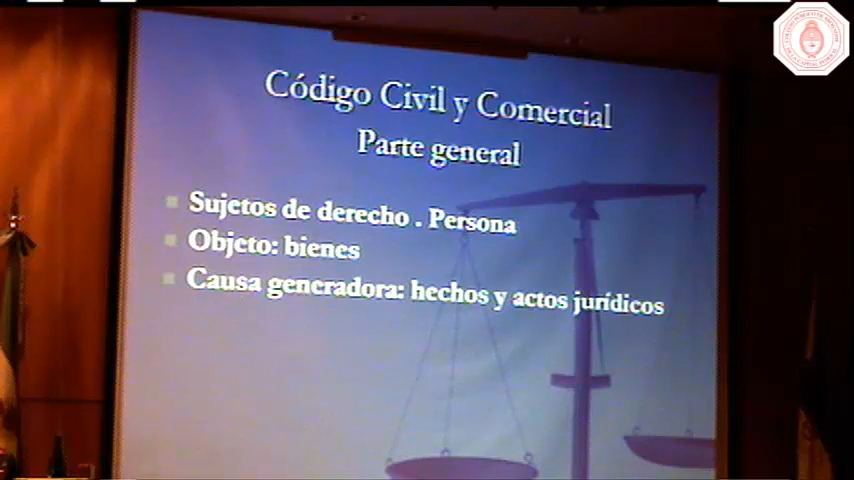 Código Civil y Comercial
Parte general
Sujetos de derecho . Persona
Objeto: bienes
Causa generadora: hechos y actos jurídicos